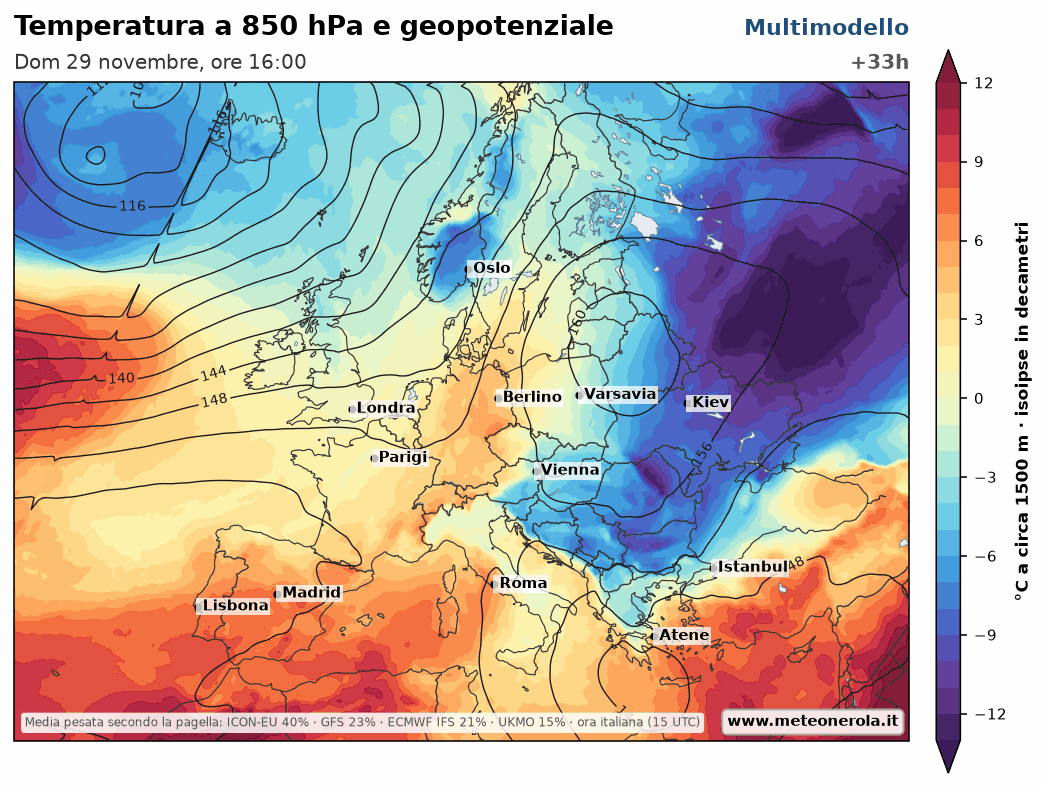 Temperatura a 850 hPa e geopotenziale
Multimodello
Dom 29 novembre, ore 16:00
+33h
116
116
Oslo
160
140
144
148
Londra
Berlino
Varsavia
Kiev
Parigi
Vienna
156
Istanbul
48
Roma
Madrid
Lisbona
Atene
Media pesata secondo la pagella: ICON-EU 40% · GFS 23% · ECMWF IFS 21% · UKMO 15% · ora italiana (15 UTC)
www.meteonerola.it
12
9
6
3
0
−3
−6
−9
−12
°C a circa 1500 m · isoipse in decametri